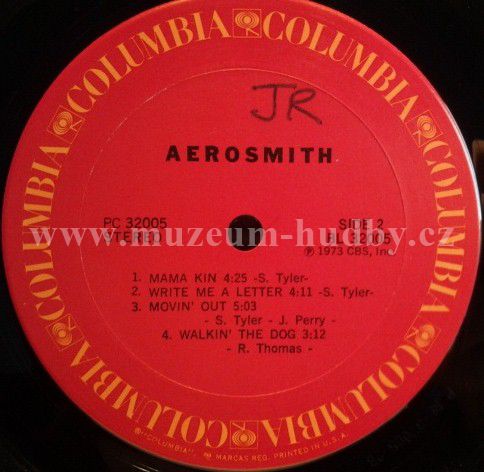 COLUMBIA COLUMBIA COLUMBIA COLUMBIA COLUMBIA COLUMBIA
JR
AEROSMITH
PC 32005
STEREO
SIDE 2
BL 32005
℗ 1973 CBS, Inc.
www.muzeum-hudby.cz
1. MAMA KIN 4:25 -S. Tyler-
2. WRITE ME A LETTER 4:11 -S. Tyler-
3. MOVIN' OUT 5:03
- S. Tyler - J. Perry -
4. WALKIN' THE DOG 3:12
- R. Thomas -
"COLUMBIA", MARCAS REG. PRINTED IN U.S.A.